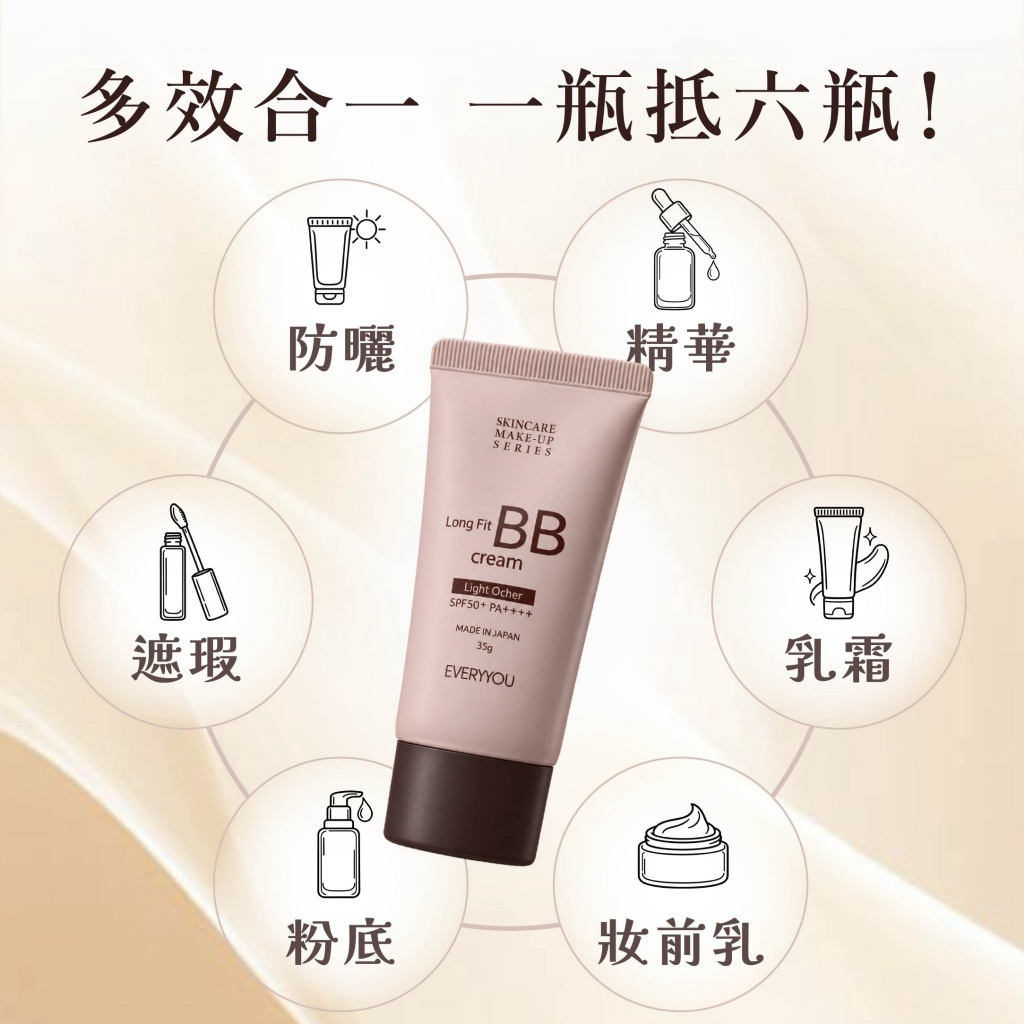 多效合一 一瓶抵六瓶!
防曬
精華
SKINCARE
MAKE-UP
SERIES
Long Fit BB
cream
Light Ocher
SPF50+ PA++++
MADE IN JAPAN
35g
EVERYYOU
遮瑕
乳霜
粉底
妝前乳